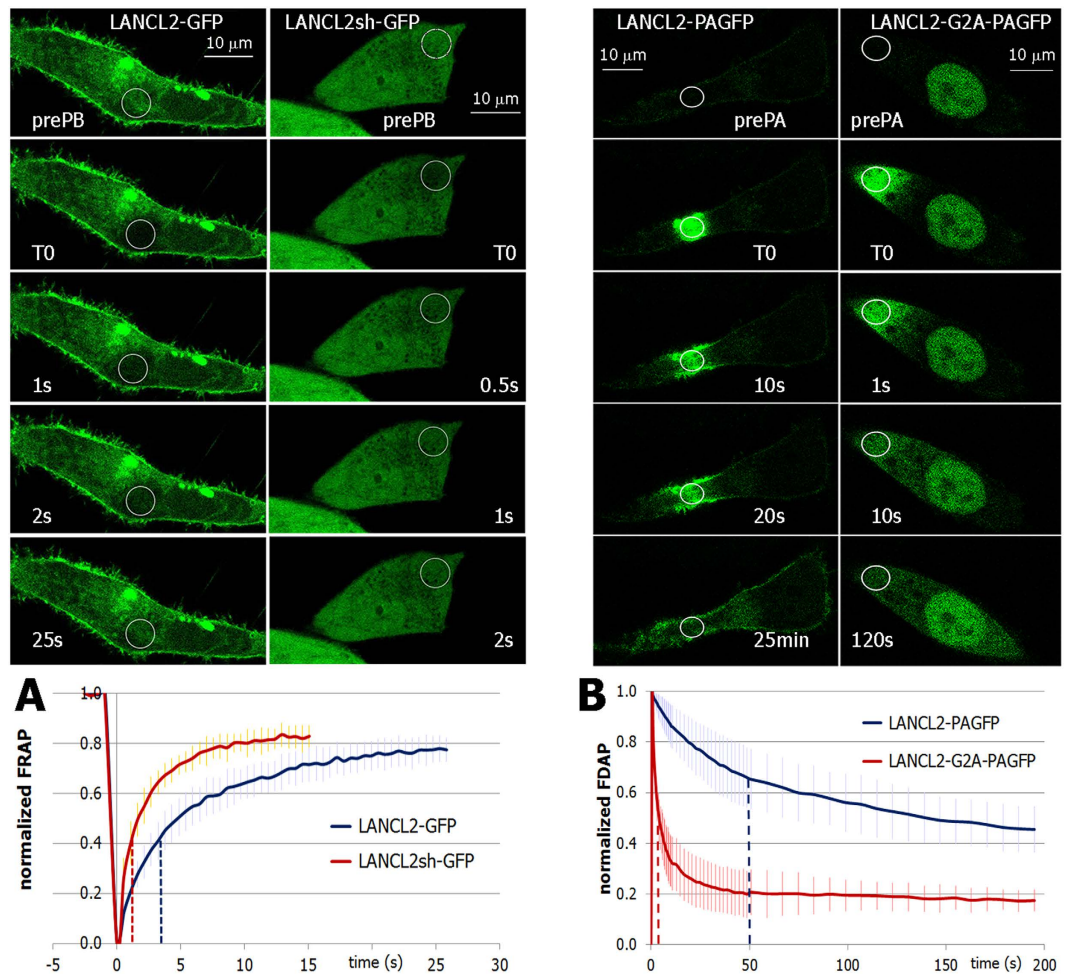 LANCL2-GFP
LANCL2sh-GFP
10 μm
10 μm
prePB
prePB
T0
T0
1s
0.5s
2s
1s
25s
2s
LANCL2-PAGFP
LANCL2-G2A-PAGFP
10 μm
10 μm
prePA
prePA
T0
T0
10s
1s
20s
10s
25min
120s
A
normalized FRAP
1.0
0.8
0.6
0.4
0.2
0.0
LANCL2-GFP
LANCL2sh-GFP
-5
0
5
10
15
20
25
30
time (s)
B
normalized FDAP
1.0
0.8
0.6
0.4
0.2
0.0
LANCL2-PAGFP
LANCL2-G2A-PAGFP
0
50
100
150
200
time (s)